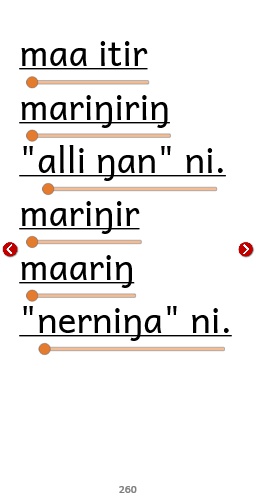 maa itir
mariŋiriŋ
"alli ŋan" ni.
mariŋir
maariŋ
"nerniŋa" ni.
260